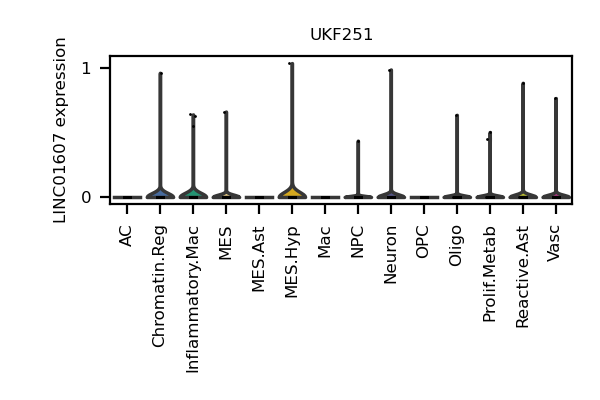 UKF251
LINC01607 expression
1
0
AC
Chromatin.Reg
Inflammatory.Mac
MES
MES.Ast
MES.Hyp
Mac
NPC
Neuron
OPC
Oligo
Prolif.Metab
Reactive.Ast
Vasc